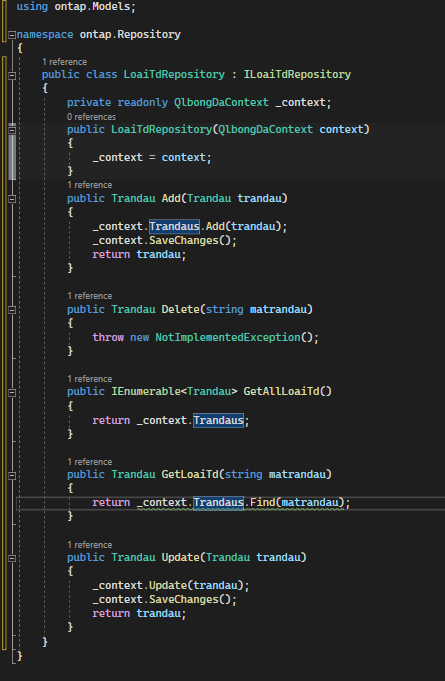 using ontap.Models;
namespace ontap.Repository
{
1 reference
public class LoaiTdRepository : ILoaiTdRepository
{
private readonly QlbongDaContext _context;
0 references
public LoaiTdRepository(QlbongDaContext context)
{
_context = context;
}
1 reference
public Trandau Add(Trandau trandau)
{
_context.Trandaus.Add(trandau);
_context.SaveChanges();
return trandau;
}
1 reference
public Trandau Delete(string matrandau)
{
throw new NotImplementedException();
}
1 reference
public IEnumerable<Trandau> GetAllLoaiTd()
{
return _context.Trandaus;
}
1 reference
public Trandau GetLoaiTd(string matrandau)
{
return _context.Trandaus.Find(matrandau);
}
1 reference
public Trandau Update(Trandau trandau)
{
_context.Update(trandau);
_context.SaveChanges();
return trandau;
}
}
}